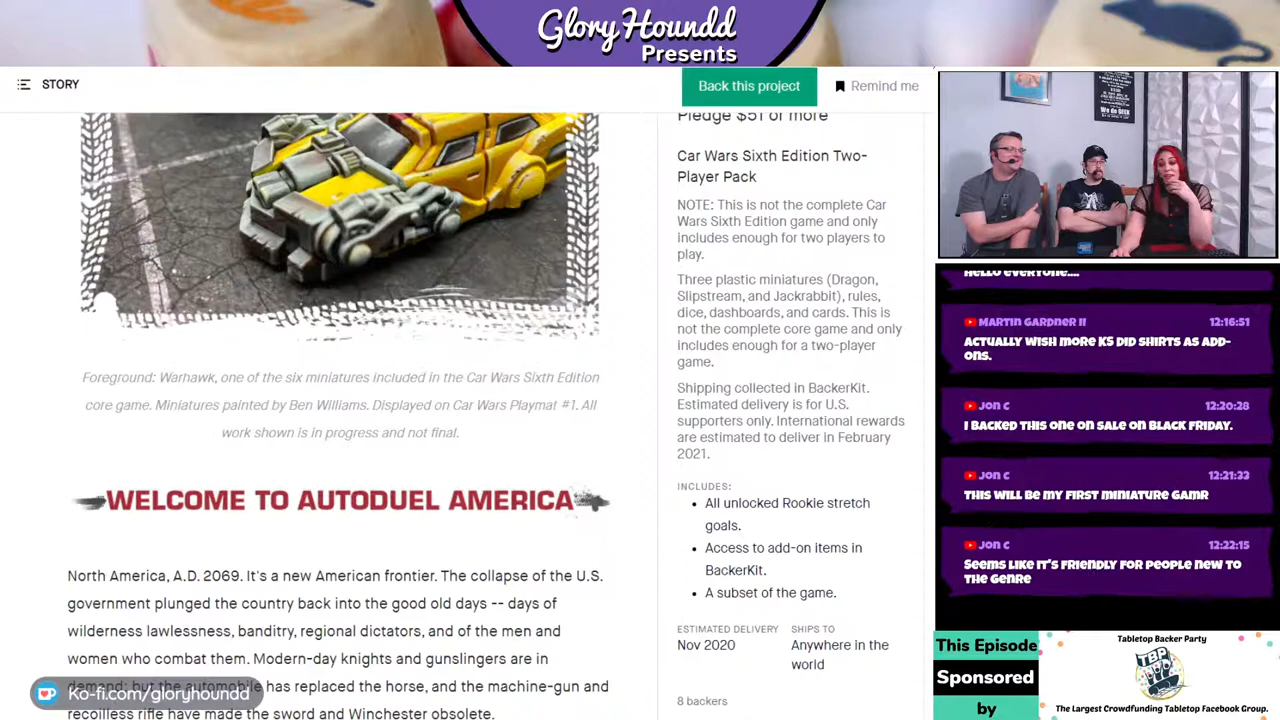 Glory Houndd
Presents
STORY
Back this project
Remind me
Pledge $51 or more
Car Wars Sixth Edition Two-
Player Pack
NOTE: This is not the complete Car
Wars Sixth Edition game and only
includes enough for two players to
play.
Three plastic miniatures (Dragon,
Slipstream, and Jackrabbit), rules,
dice, dashboards, and cards. This is
not the complete core game and only
includes enough for a two-player
game.
Shipping collected in BackerKit.
Estimated delivery is for U.S.
supporters only. International rewards
are estimated to deliver in February
2021.
INCLUDES:
• All unlocked Rookie stretch
goals.
• Access to add-on items in
BackerKit.
• A subset of the game.
ESTIMATED DELIVERY
Nov 2020
SHIPS TO
Anywhere in the
world
8 backers
Foreground: Warhawk, one of the six miniatures included in the Car Wars Sixth Edition
core game. Miniatures painted by Ben Williams. Displayed on Car Wars Playmat #1. All
work shown is in progress and not final.
WELCOME TO AUTODUEL AMERICA
North America, A.D. 2069. It's a new American frontier. The collapse of the U.S.
government plunged the country back into the good old days -- days of
wilderness lawlessness, banditry, regional dictators, and of the men and
women who combat them. Modern-day knights and gunslingers are in
demand; but the automobile has replaced the horse, and the machine-gun and
recoilless rifle have made the sword and Winchester obsolete.
Ko-fi.com/gloryhoundd
We do GEEK
HELLO EVERYONE....
MARTIN GARDNER II 12:16:51
ACTUALLY WISH MORE KS DID SHIRTS AS ADD-
ONS.
JON C 12:20:28
I BACKED THIS ONE ON SALE ON BLACK FRIDAY.
JON C 12:21:33
THIS WILL BE MY FIRST MINIATURE GAMR
JON C 12:22:15
SEEMS LIKE IT'S FRIENDLY FOR PEOPLE NEW TO
THE GENRE
This Episode
Sponsored
by
Tabletop Backer
Party
TBP
The Largest Crowdfunding Tabletop Facebook Group.